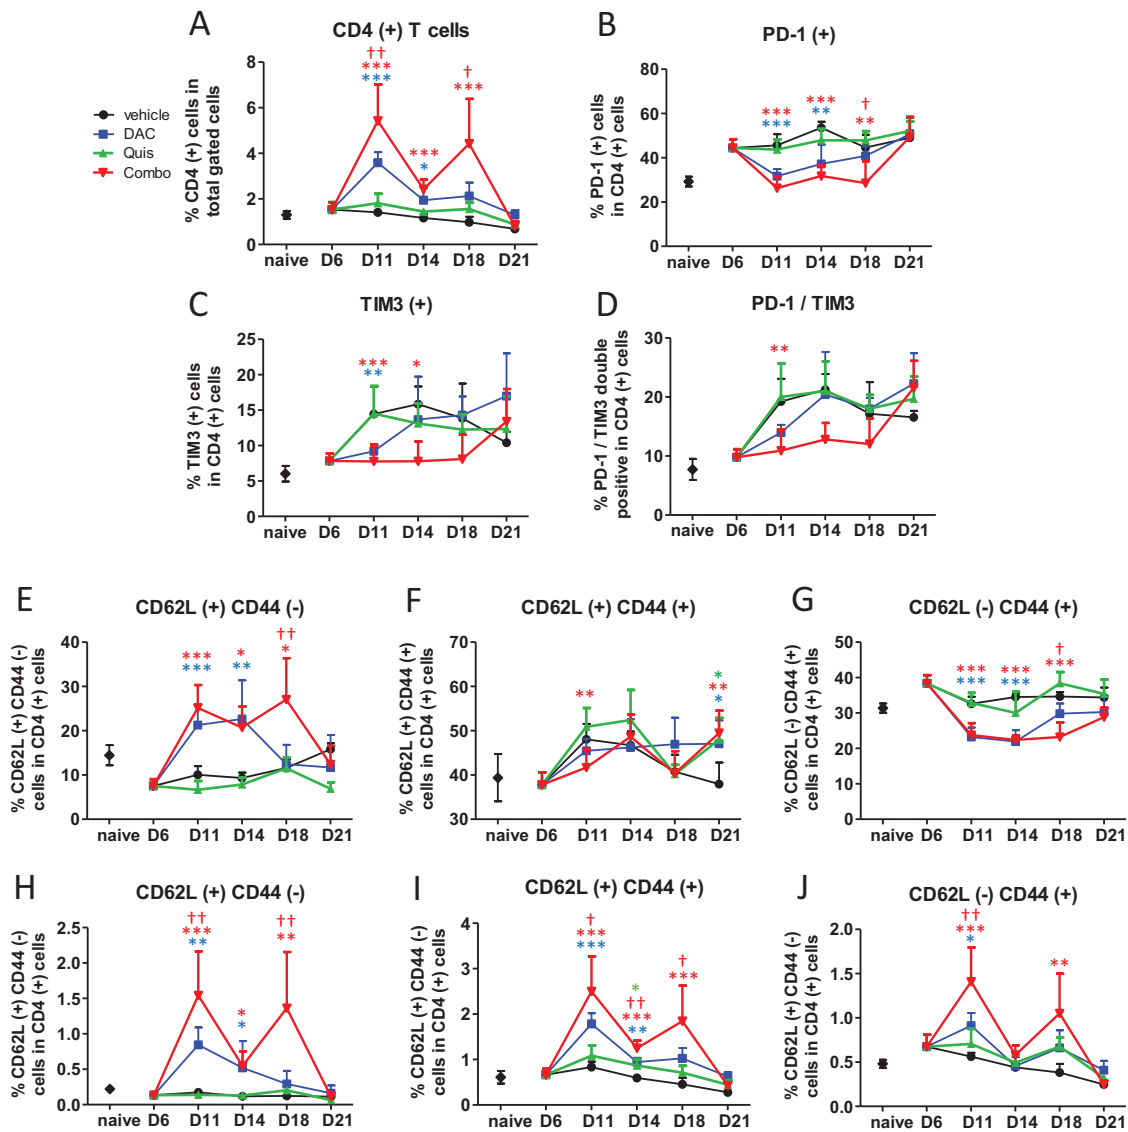 A
CD4 (+) T cells
††
***
***
***
*
†
***
% CD4 (+) cells in
total gated cells
8
6
4
2
0
naive D6 D11 D14 D18 D21
vehicle
DAC
Quis
Combo
B
PD-1 (+)
***
***
***
**
†
**
% PD-1 (+) cells
in CD4 (+) cells
80
60
40
20
0
naive D6 D11 D14 D18 D21
C
TIM3 (+)
***
**
*
% TIM3 (+) cells
in CD4 (+) cells
25
20
15
10
5
0
naive D6 D11 D14 D18 D21
D
PD-1 / TIM3
**
% PD-1 / TIM3 double
positive in CD4 (+) cells
30
20
10
0
naive D6 D11 D14 D18 D21
E
CD62L (+) CD44 (-)
***
***
*
**
††
*
% CD62L (+) CD44 (-)
cells in CD4 (+) cells
40
30
20
10
0
naive D6 D11 D14 D18 D21
F
CD62L (+) CD44 (+)
**
*
**
*
% CD62L (+) CD44 (+)
cells in CD4 (+) cells
70
60
50
40
30
naive D6 D11 D14 D18 D21
G
CD62L (-) CD44 (+)
***
***
***
***
†
***
% CD62L (-) CD44 (+)
cells in CD4 (+) cells
50
40
30
20
10
0
naive D6 D11 D14 D18 D21
H
CD62L (+) CD44 (-)
††
***
**
*
*
††
**
% CD62L (+) CD44 (-)
cells in CD4 (+) cells
2.5
2.0
1.5
1.0
0.5
0.0
naive D6 D11 D14 D18 D21
I
CD62L (+) CD44 (+)
†
***
***
*
††
***
**
†
***
% CD62L (+) CD44 (-)
cells in CD4 (+) cells
4
3
2
1
0
naive D6 D11 D14 D18 D21
J
CD62L (-) CD44 (+)
††
***
*
**
% CD62L (+) CD44 (-)
cells in CD4 (+) cells
2.0
1.5
1.0
0.5
0.0
naive D6 D11 D14 D18 D21